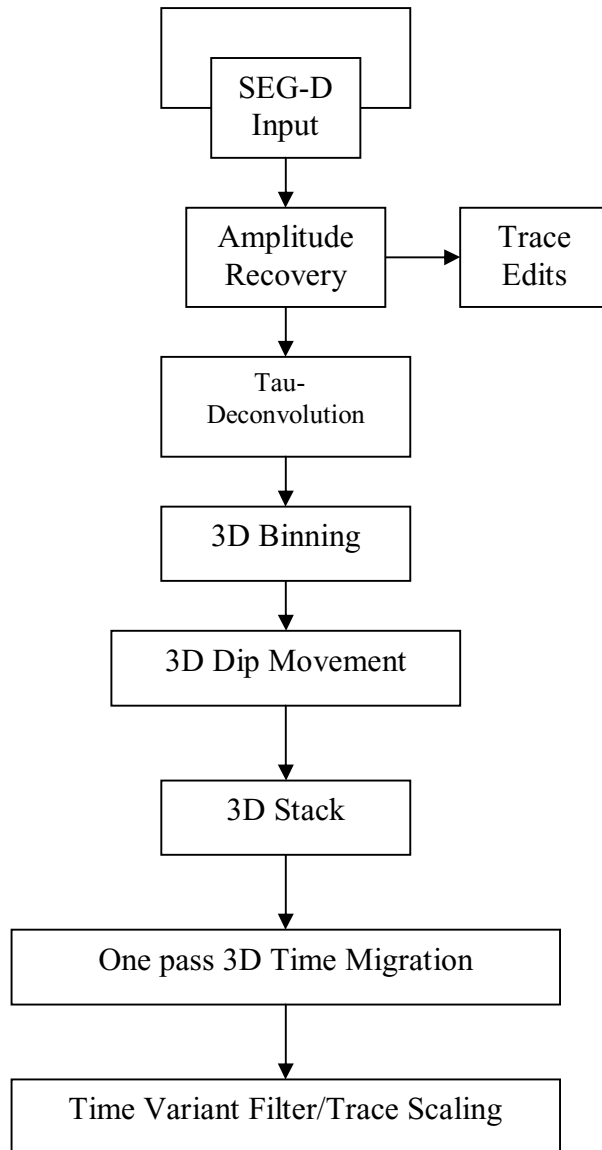 SEG-D
Input
Amplitude
Recovery
Trace
Edits
Tau-
Deconvolution
3D Binning
3D Dip Movement
3D Stack
One pass 3D Time Migration
Time Variant Filter/Trace Scaling